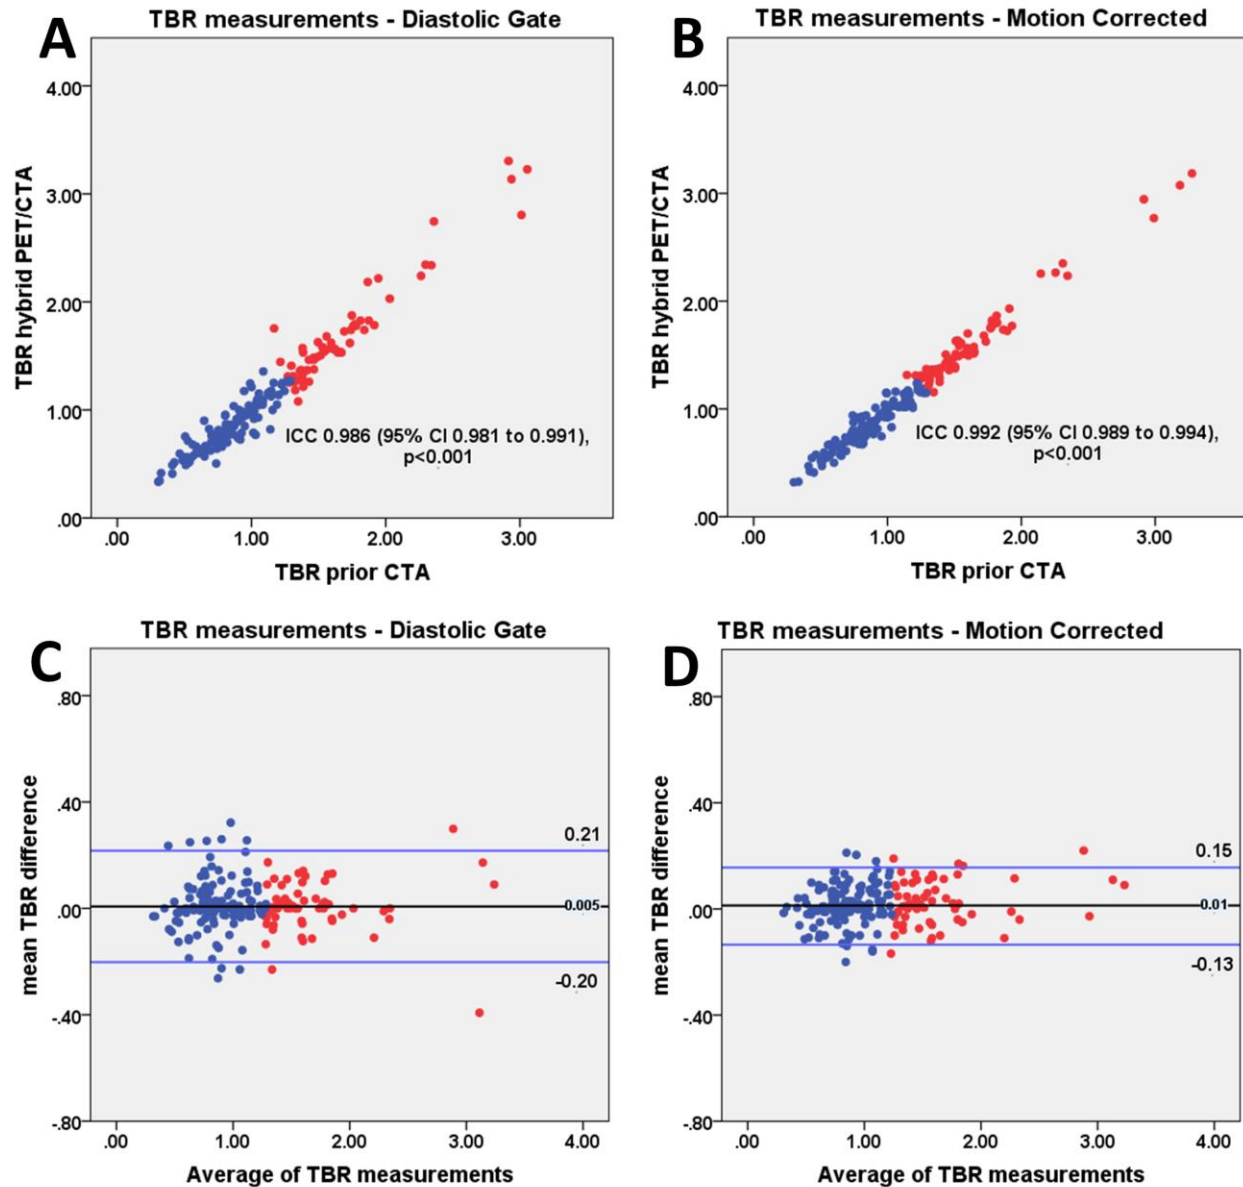 A
TBR measurements - Diastolic Gate
TBR hybrid PET/CTA
4.00
3.00
2.00
1.00
.00
ICC 0.986 (95% CI 0.981 to 0.991),
p<0.001
.00 1.00 2.00 3.00
TBR prior CTA
B
TBR measurements - Motion Corrected
TBR hybrid PET/CTA
4.00
3.00
2.00
1.00
.00
ICC 0.992 (95% CI 0.989 to 0.994),
p<0.001
.00 1.00 2.00 3.00
TBR prior CTA
C
TBR measurements - Diastolic Gate
mean TBR difference
.80
.40
.00
-.40
-.80
0.21
0.005
-0.20
.00 1.00 2.00 3.00 4.00
Average of TBR measurements
D
TBR measurements - Motion Corrected
mean TBR difference
.80
.40
.00
-.40
-.80
0.15
0.01
-0.13
.00 1.00 2.00 3.00 4.00
Average of TBR measurements